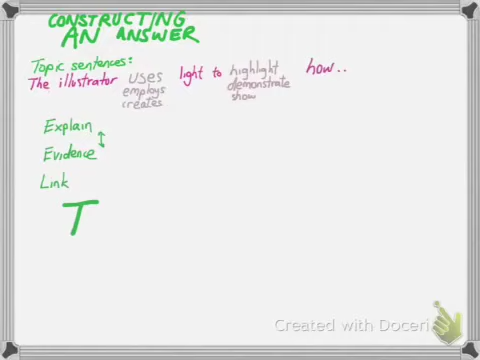 CONSTRUCTING
AN ANSWER
Topic sentences:
The illustrator uses light to highlight how..
employs demonstrate
creates show
Explain
Evidence
Link
T
Created with Doceri